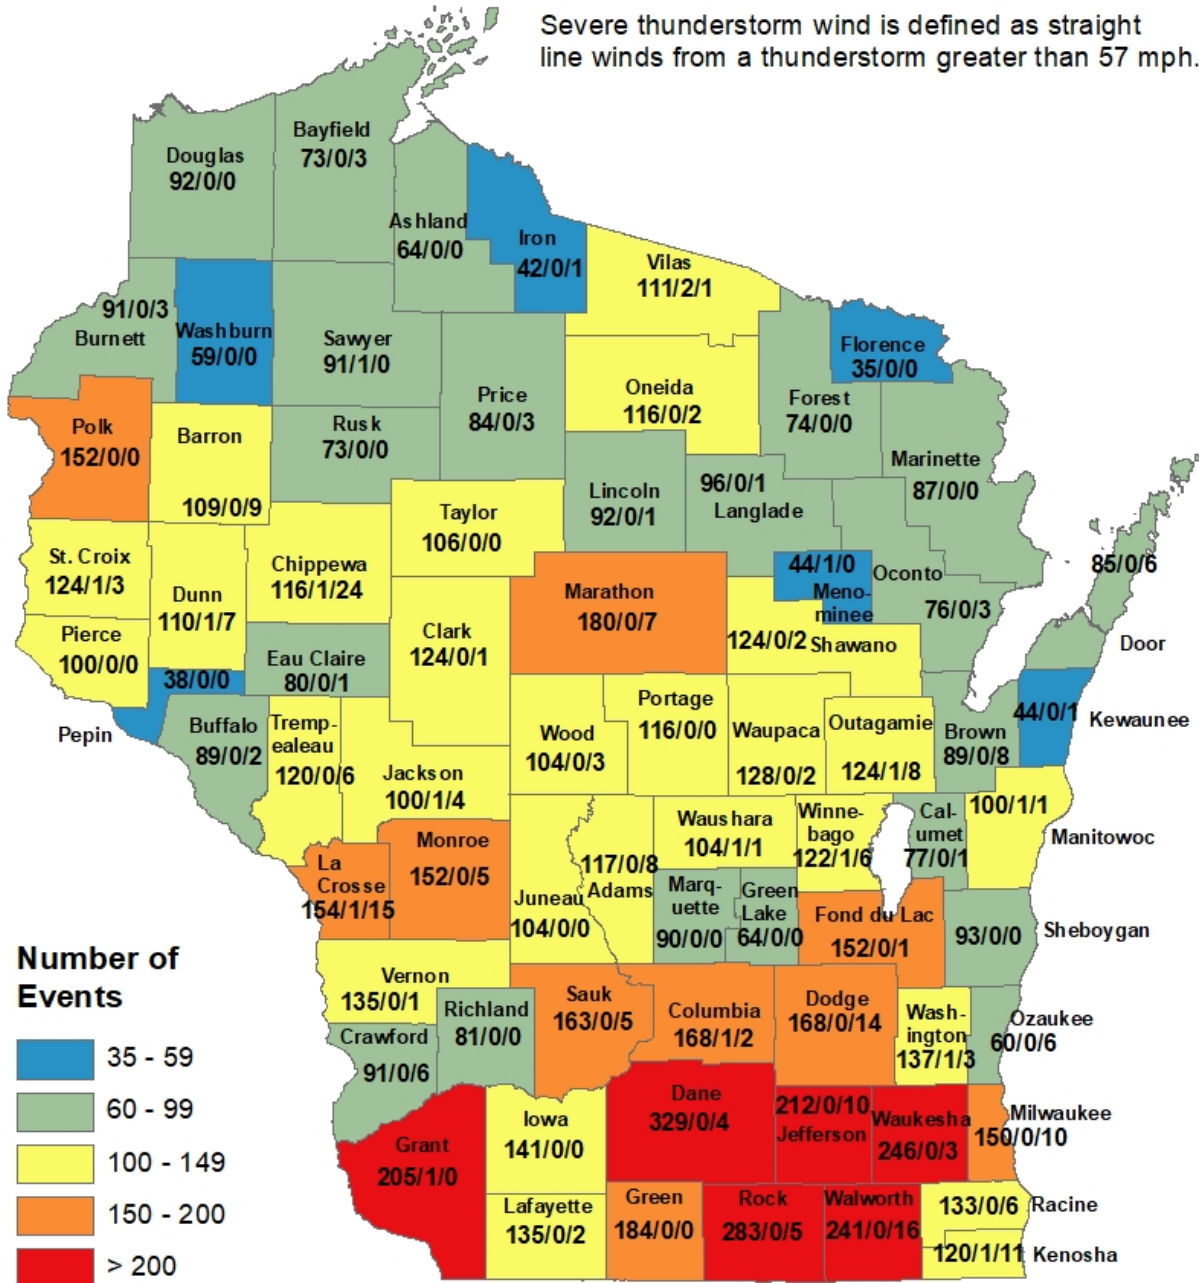 Severe thunderstorm wind is defined as straight
line winds from a thunderstorm greater than 57 mph.
Bayfield
73/0/3
Douglas
92/0/0
Ashland
64/0/0
Iron
42/0/1
Vilas
111/2/1
91/0/3
Burnett
Washburn
59/0/0
Sawyer
91/1/0
Florence
35/0/0
Price
84/0/3
Oneida
116/0/2
Forest
74/0/0
Polk
152/0/0
Barron
109/0/9
Rusk
73/0/0
Marinette
87/0/0
Lincoln
92/0/1
96/0/1
Langlade
Taylor
106/0/0
St. Croix
124/1/3
Chippewa
116/1/24
Dunn
110/1/7
Marathon
180/0/7
44/1/0
Meno-
minee
Oconto
76/0/3
85/0/6
Door
Pierce
100/0/0
Clark
124/0/1
124/0/2 Shawano
Eau Claire
80/0/1
38/0/0
Pepin
Buffalo
89/0/2
Tremp-
ealeau
120/0/6
Jackson
100/1/4
Wood
104/0/3
Portage
116/0/0
Waupaca
128/0/2
Outagamie
124/1/8
Brown
89/0/8
44/0/1
Kewaunee
Monroe
152/0/5
La
Crosse
154/1/15
Juneau
104/0/0
117/0/8
Adams
Waushara
104/1/1
Winne-
bago
122/1/6
Cal-
umet
77/0/1
100/1/1
Manitowoc
Marq-
uette
90/0/0
Green
Lake
64/0/0
Fond du Lac
152/0/1
93/0/0
Sheboygan
Vernon
135/0/1
Richland
81/0/0
Sauk
163/0/5
Columbia
168/1/2
Dodge
168/0/14
Wash-
ington
137/1/3
Ozaukee
60/0/6
Crawford
91/0/6
Grant
205/1/0
Iowa
141/0/0
Dane
329/0/4
212/0/10
Jefferson
Waukesha
246/0/3
Milwaukee
150/0/10
Lafayette
135/0/2
Green
184/0/0
Rock
283/0/5
Walworth
241/0/16
133/0/6
Racine
120/1/11
Kenosha
Number of
Events
35 - 59
60 - 99
100 - 149
150 - 200
> 200